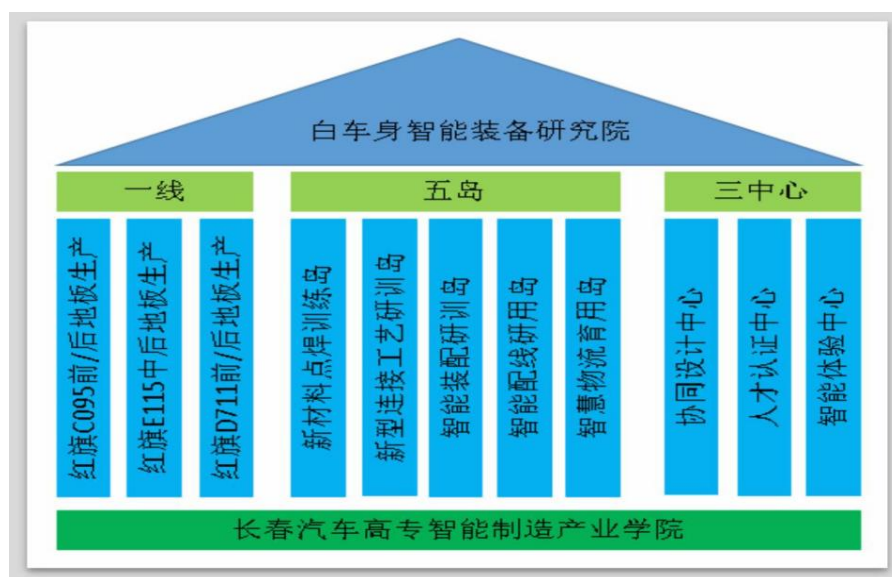 白车身智能装备研究院
一线
五岛
三中心
红旗C095前/后地板生产
红旗E115中后地板生产
红旗D711前/后地板生产
新材料点焊训练岛
新型连接工艺研训岛
智能装配研训岛
智能配线研用岛
智慧物流育用岛
协同设计中心
人才认证中心
智能体验中心
长春汽车高专智能制造产业学院